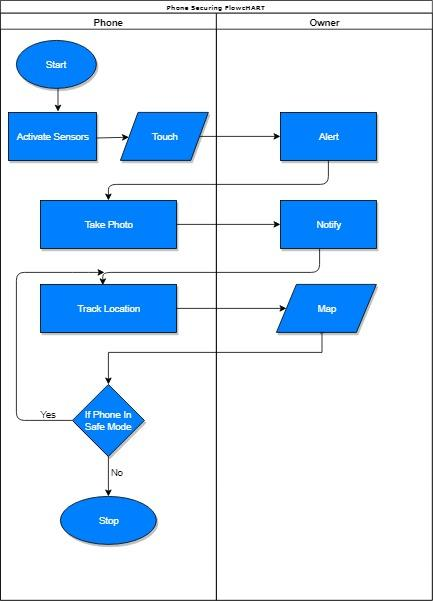 Phone Securing FlowcHART
Phone
Owner
Start
Activate Sensors
Touch
Alert
Take Photo
Notify
Track Location
Map
If Phone In
Safe Mode
Yes
No
Stop